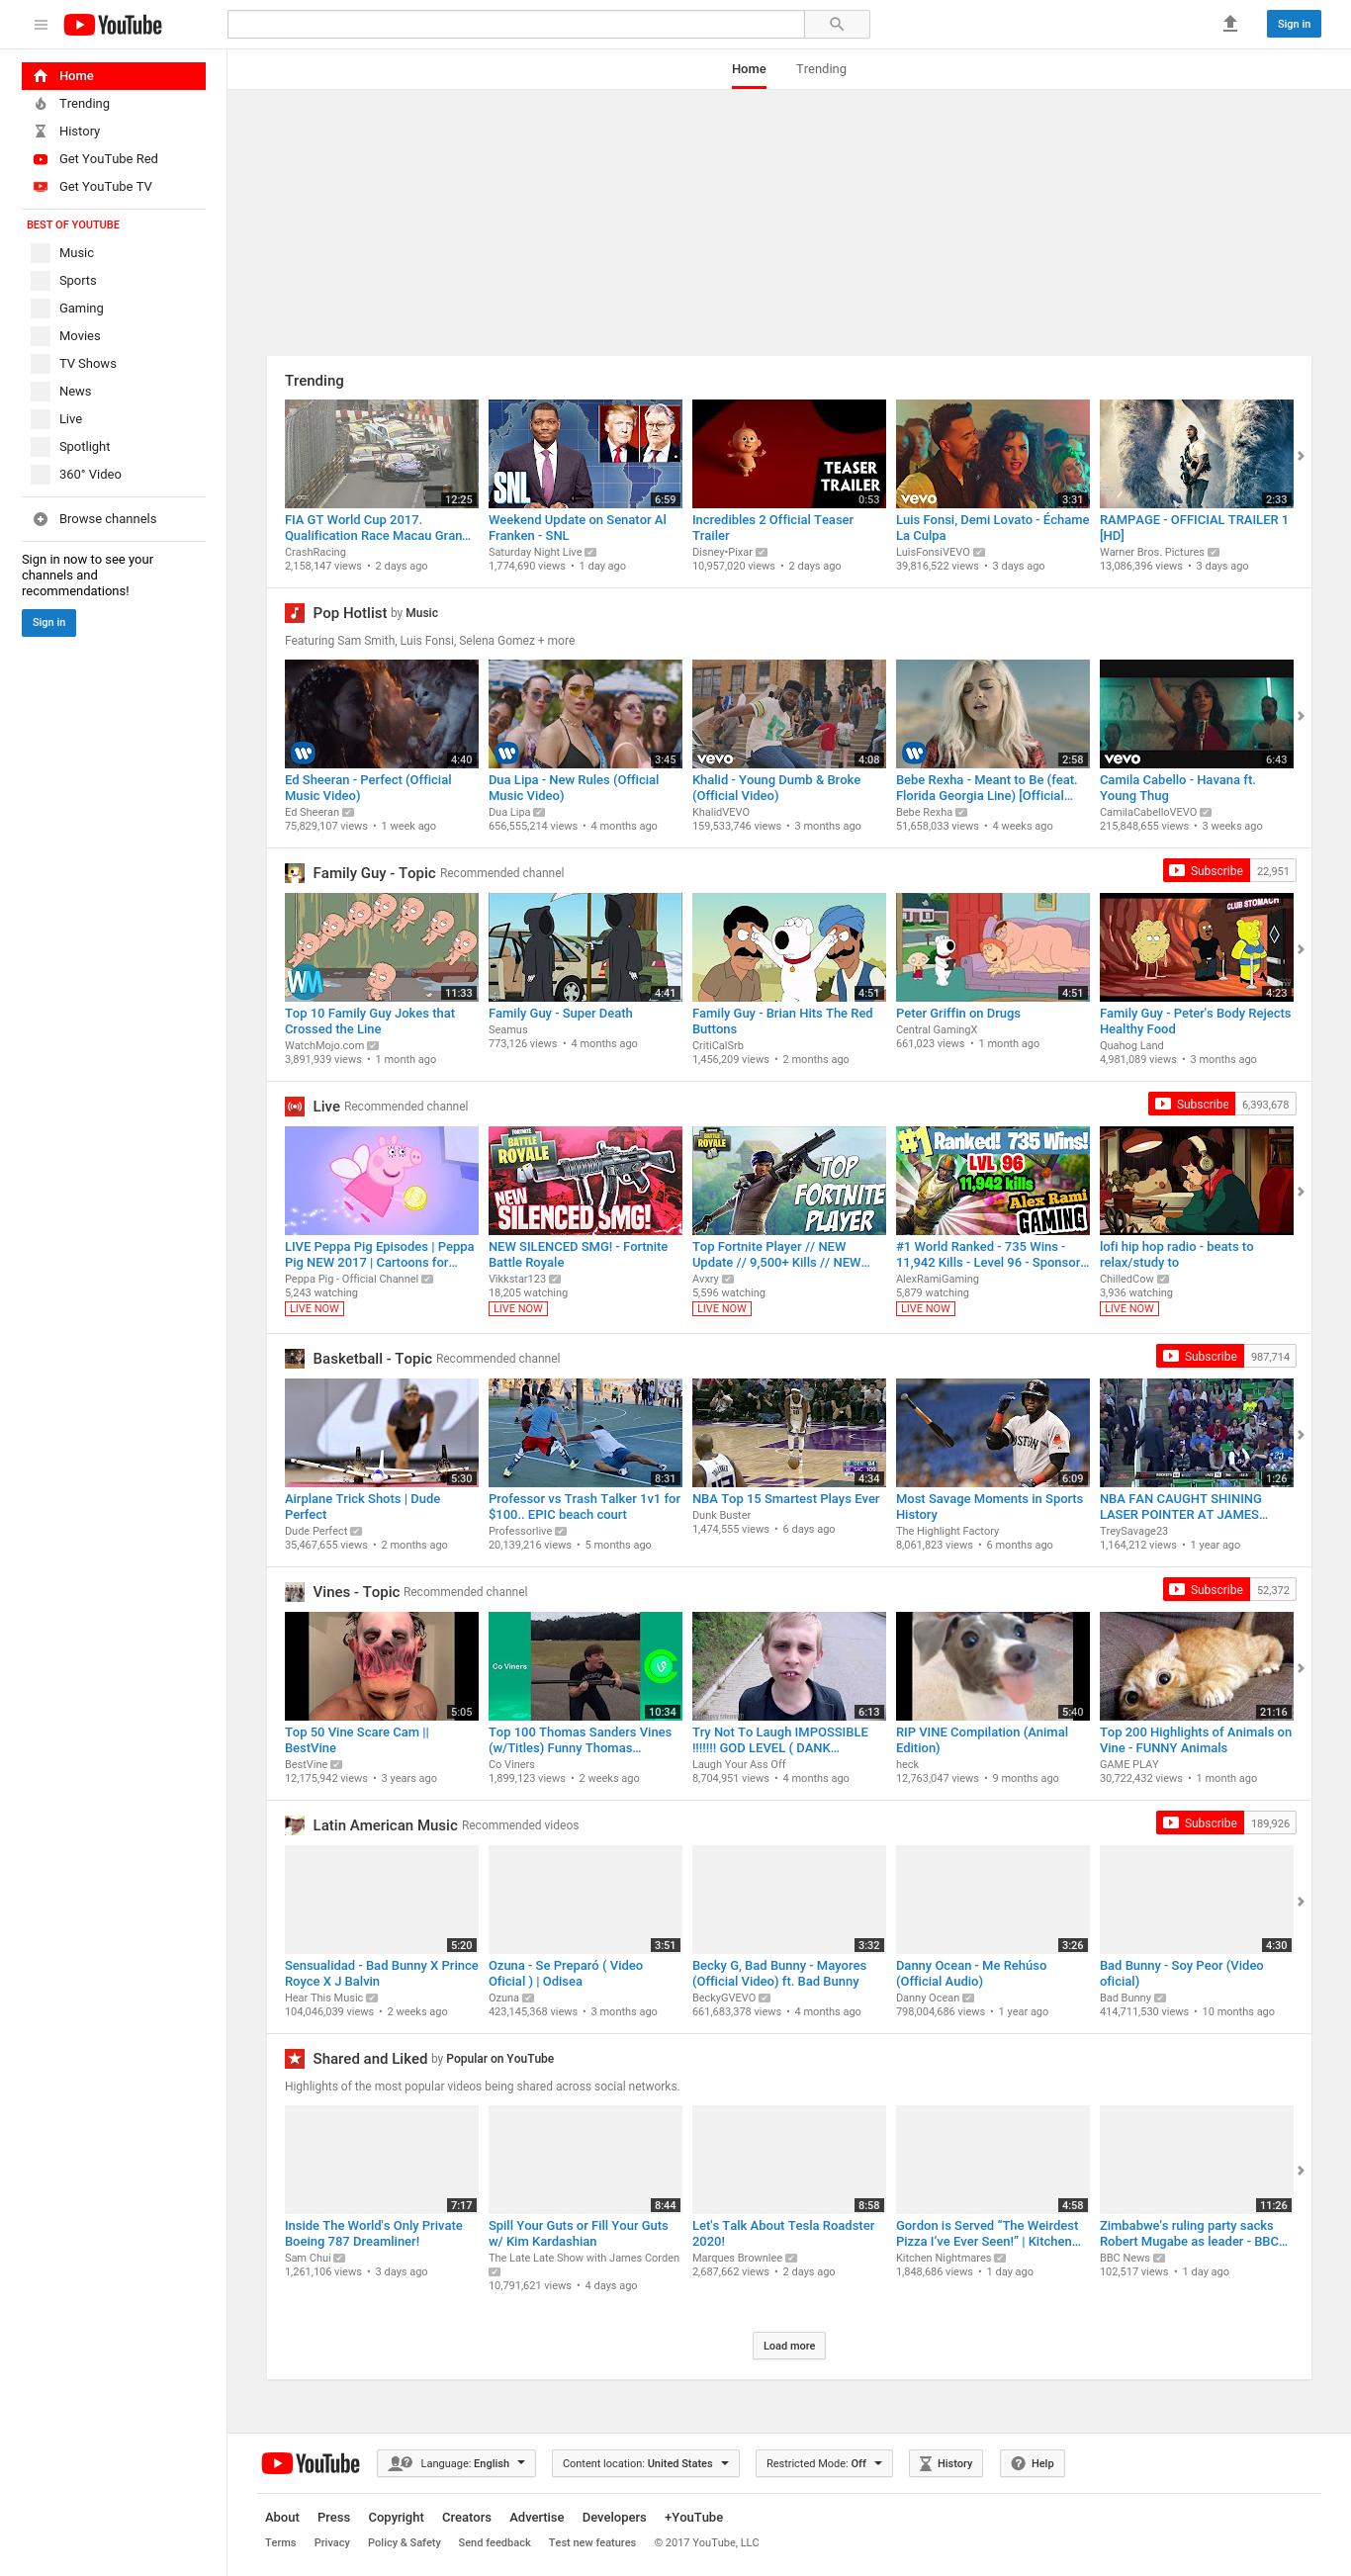 YouTube
Sign in
Home
Trending
Home
Trending
History
Get YouTube Red
Get YouTube TV
BEST OF YOUTUBE
Music
Sports
Gaming
Movies
TV Shows
News
Live
Spotlight
360° Video
Browse channels
Sign in now to see your
channels and
recommendations!
Sign in
Trending
12:25
SNL
6:59
TEASER
TRAILER
0:53
vevo
3:31
2:33
FIA GT World Cup 2017.
Qualification Race Macau Gran...
CrashRacing
2,158,147 views • 2 days ago
Weekend Update on Senator Al
Franken - SNL
Saturday Night Live
1,774,690 views • 1 day ago
Incredibles 2 Official Teaser
Trailer
Disney•Pixar
10,957,020 views • 2 days ago
Luis Fonsi, Demi Lovato - Échame
La Culpa
LuisFonsiVEVO
39,816,522 views • 3 days ago
RAMPAGE - OFFICIAL TRAILER 1
[HD]
Warner Bros. Pictures
13,086,396 views • 3 days ago
Pop Hotlist by Music
Featuring Sam Smith, Luis Fonsi, Selena Gomez + more
4:40
3:45
vevo
4:08
2:58
vevo
6:43
Ed Sheeran - Perfect (Official
Music Video)
Ed Sheeran
75,829,107 views • 1 week ago
Dua Lipa - New Rules (Official
Music Video)
Dua Lipa
656,555,214 views • 4 months ago
Khalid - Young Dumb & Broke
(Official Video)
KhalidVEVO
159,533,746 views • 3 months ago
Bebe Rexha - Meant to Be (feat.
Florida Georgia Line) [Official...
Bebe Rexha
51,658,033 views • 4 weeks ago
Camila Cabello - Havana ft.
Young Thug
CamilaCabelloVEVO
215,848,655 views • 3 weeks ago
Family Guy - Topic Recommended channel
Subscribe 22,951
WM
11:33
4:41
4:51
4:51
CLUB STOMACH
4:23
Top 10 Family Guy Jokes that
Crossed the Line
WatchMojo.com
3,891,939 views • 1 month ago
Family Guy - Super Death
Seamus
773,126 views • 4 months ago
Family Guy - Brian Hits The Red
Buttons
CritiCalSrb
1,456,209 views • 2 months ago
Peter Griffin on Drugs
Central GamingX
661,023 views • 1 month ago
Family Guy - Peter's Body Rejects
Healthy Food
Quahog Land
4,981,089 views • 3 months ago
Live Recommended channel
Subscribe 6,393,678
FORTNITE
BATTLE
ROYALE
NEW
SILENCED SMG!
BATTLE
ROYALE
TOP
FORTNITE
PLAYER
#1 Ranked! 735 Wins!
LVL 96
11,942 kills
Alex Rami
GAMING
LIVE Peppa Pig Episodes | Peppa
Pig NEW 2017 | Cartoons for...
Peppa Pig - Official Channel
5,243 watching
LIVE NOW
NEW SILENCED SMG! - Fortnite
Battle Royale
Vikkstar123
18,205 watching
LIVE NOW
Top Fortnite Player // NEW
Update // 9,500+ Kills // NEW...
Avxry
5,596 watching
LIVE NOW
#1 World Ranked - 735 Wins -
11,942 Kills - Level 96 - Sponsor...
AlexRamiGaming
5,879 watching
LIVE NOW
lofi hip hop radio - beats to
relax/study to
ChilledCow
3,936 watching
LIVE NOW
Basketball - Topic Recommended channel
Subscribe 987,714
5:30
8:31
4:34
BOSTON
6:09
1:26
Airplane Trick Shots | Dude
Perfect
Dude Perfect
35,467,655 views • 2 months ago
Professor vs Trash Talker 1v1 for
$100.. EPIC beach court
Professorlive
20,139,216 views • 5 months ago
NBA Top 15 Smartest Plays Ever
Dunk Buster
1,474,555 views • 6 days ago
Most Savage Moments in Sports
History
The Highlight Factory
8,061,823 views • 6 months ago
NBA FAN CAUGHT SHINING
LASER POINTER AT JAMES...
TreySavage23
1,164,212 views • 1 year ago
Vines - Topic Recommended channel
Subscribe 52,372
5:05
Co Viners
10:34
6:13
5:40
21:16
Top 50 Vine Scare Cam ||
BestVine
BestVine
12,175,942 views • 3 years ago
Top 100 Thomas Sanders Vines
(w/Titles) Funny Thomas...
Co Viners
1,899,123 views • 2 weeks ago
Try Not To Laugh IMPOSSIBLE
!!!!!!! GOD LEVEL ( DANK...
Laugh Your Ass Off
8,704,951 views • 4 months ago
RIP VINE Compilation (Animal
Edition)
heck
12,763,047 views • 9 months ago
Top 200 Highlights of Animals on
Vine - FUNNY Animals
GAME PLAY
30,722,432 views • 1 month ago
Latin American Music Recommended videos
Subscribe 189,926
5:20
3:51
3:32
3:26
4:30
Sensualidad - Bad Bunny X Prince
Royce X J Balvin
Hear This Music
104,046,039 views • 2 weeks ago
Ozuna - Se Preparó ( Video
Oficial ) | Odisea
Ozuna
423,145,368 views • 3 months ago
Becky G, Bad Bunny - Mayores
(Official Video) ft. Bad Bunny
BeckyGVEVO
661,683,378 views • 4 months ago
Danny Ocean - Me Rehúso
(Official Audio)
Danny Ocean
798,004,686 views • 1 year ago
Bad Bunny - Soy Peor (Video
oficial)
Bad Bunny
414,711,530 views • 10 months ago
Shared and Liked by Popular on YouTube
Highlights of the most popular videos being shared across social networks.
7:17
8:44
8:58
4:58
11:26
Inside The World's Only Private
Boeing 787 Dreamliner!
Sam Chui
1,261,106 views • 3 days ago
Spill Your Guts or Fill Your Guts
w/ Kim Kardashian
The Late Late Show with James Corden
10,791,621 views • 4 days ago
Let's Talk About Tesla Roadster
2020!
Marques Brownlee
2,687,662 views • 2 days ago
Gordon is Served “The Weirdest
Pizza I’ve Ever Seen!” | Kitchen...
Kitchen Nightmares
1,848,686 views • 1 day ago
Zimbabwe's ruling party sacks
Robert Mugabe as leader - BBC...
BBC News
102,517 views • 1 day ago
Load more
YouTube
Language: English
Content location: United States
Restricted Mode: Off
History
Help
About Press Copyright Creators Advertise Developers +YouTube
Terms Privacy Policy & Safety Send feedback Test new features © 2017 YouTube, LLC